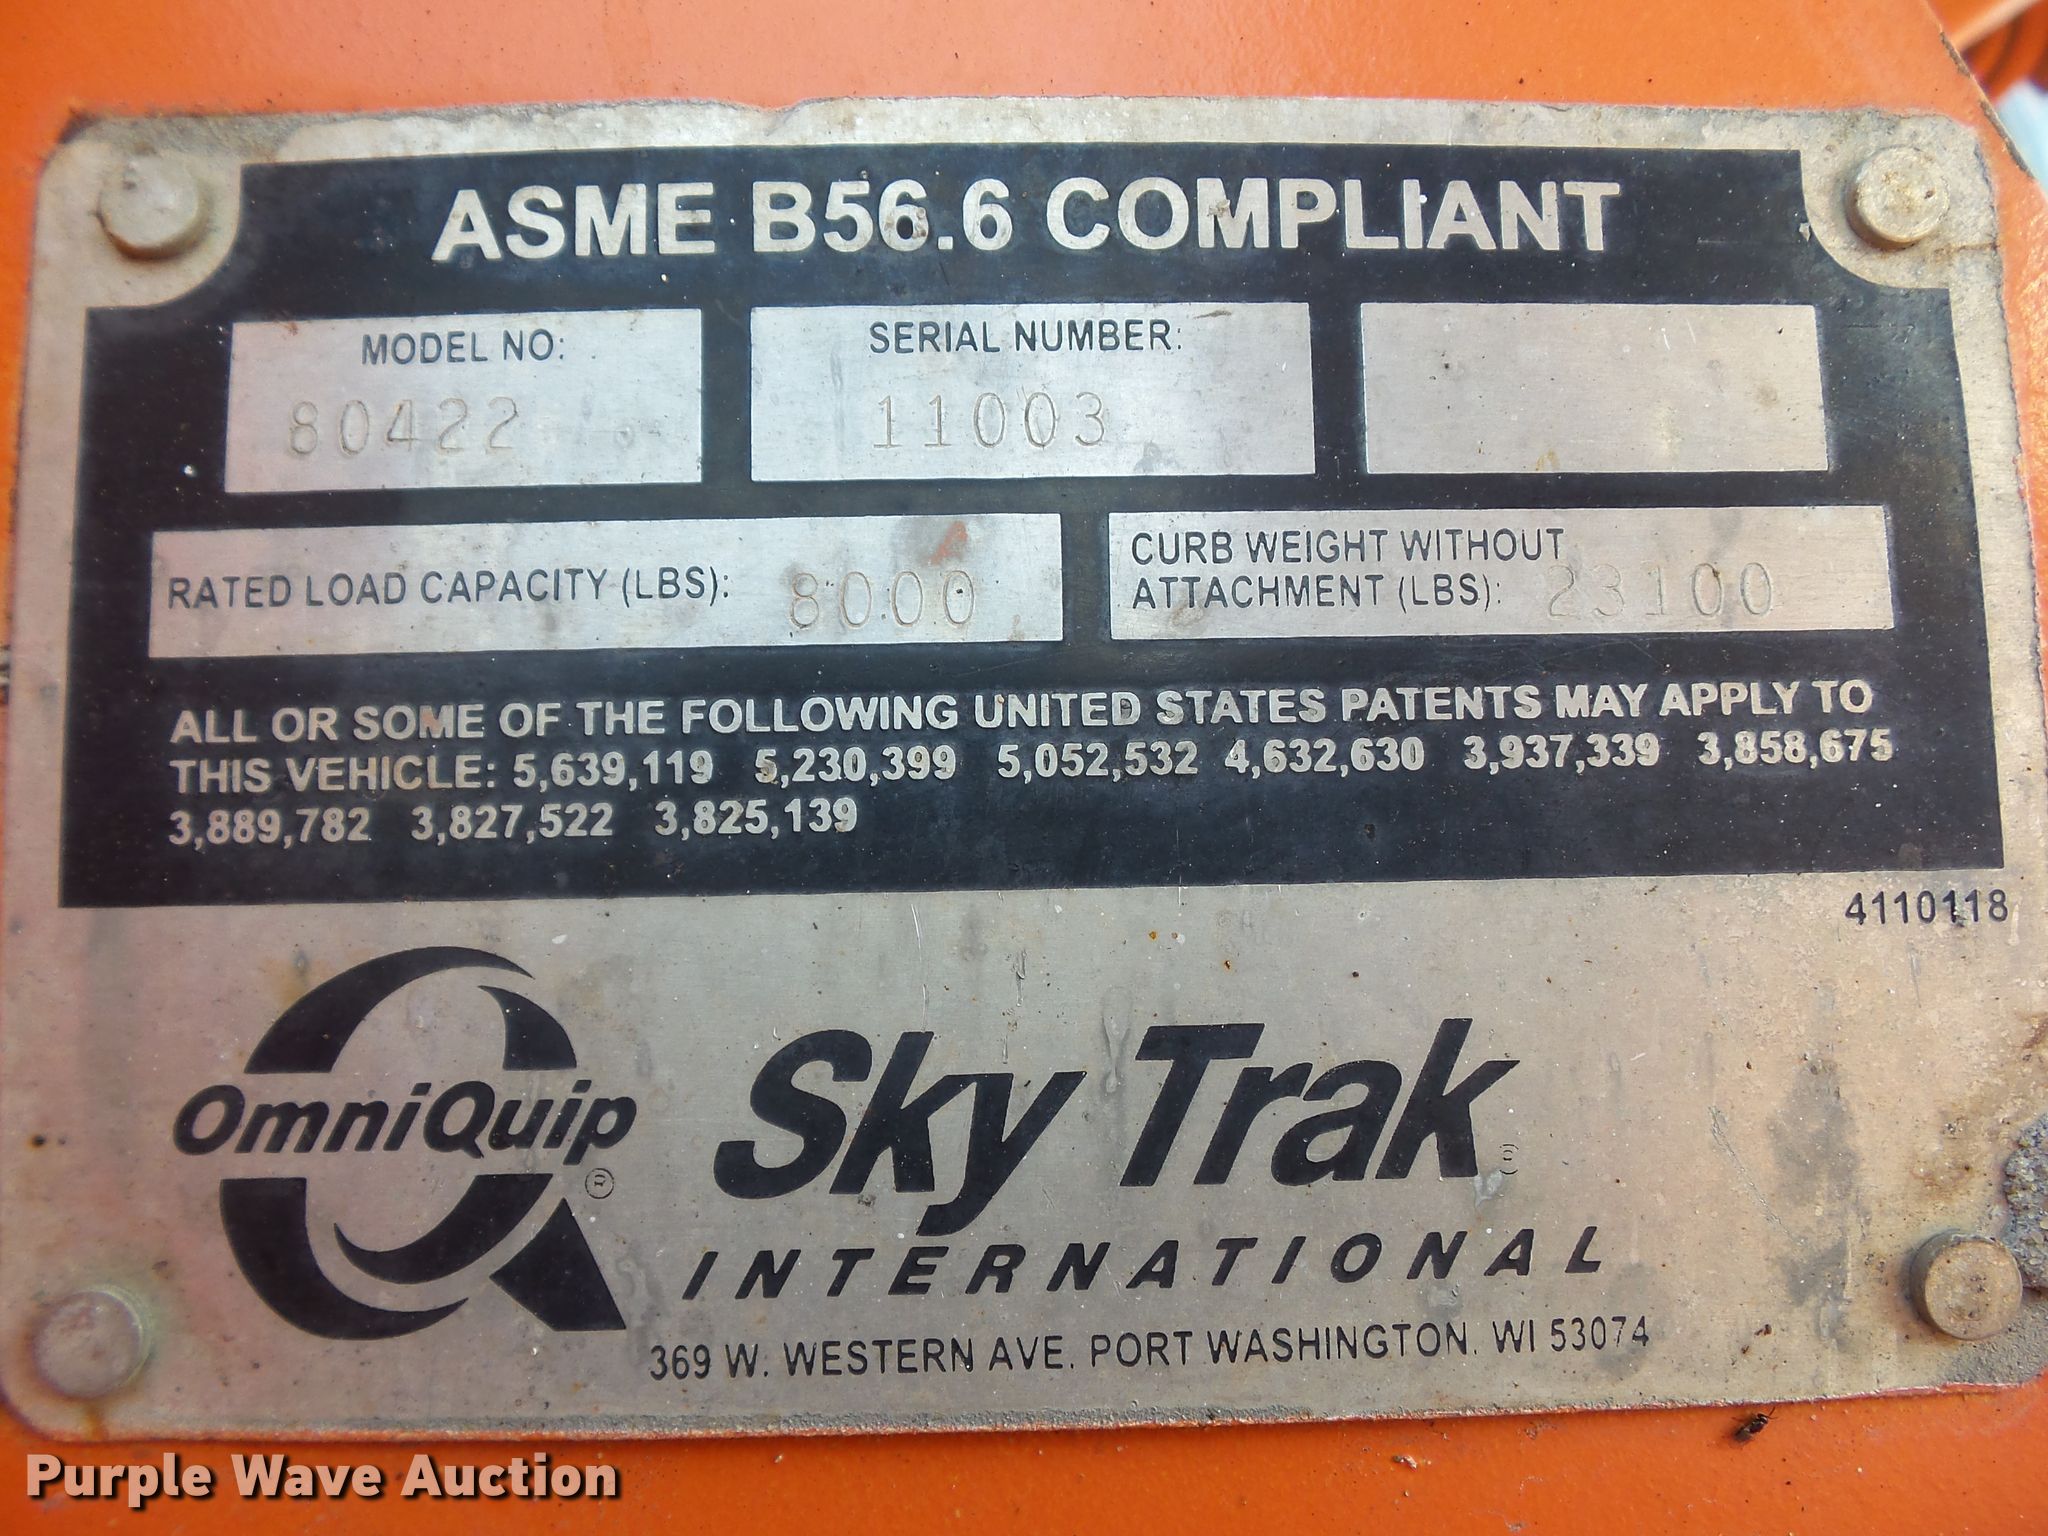 ASME B56.6 COMPLIANT
MODEL NO: SERIAL NUMBER:
80422 11003
RATED LOAD CAPACITY (LBS): 8000
CURB WEIGHT WITHOUT
ATTACHMENT (LBS): 23100
ALL OR SOME OF THE FOLLOWING UNITED STATES PATENTS MAY APPLY TO
THIS VEHICLE: 5,639,119 5,230,399 5,052,532 4,632,630 3,937,339 3,858,675
3,889,782 3,827,522 3,825,139
4110118
OmniQuip ®
Sky Trak ®
INTERNATIONAL
369 W. WESTERN AVE. PORT WASHINGTON. WI 53074
Purple Wave Auction